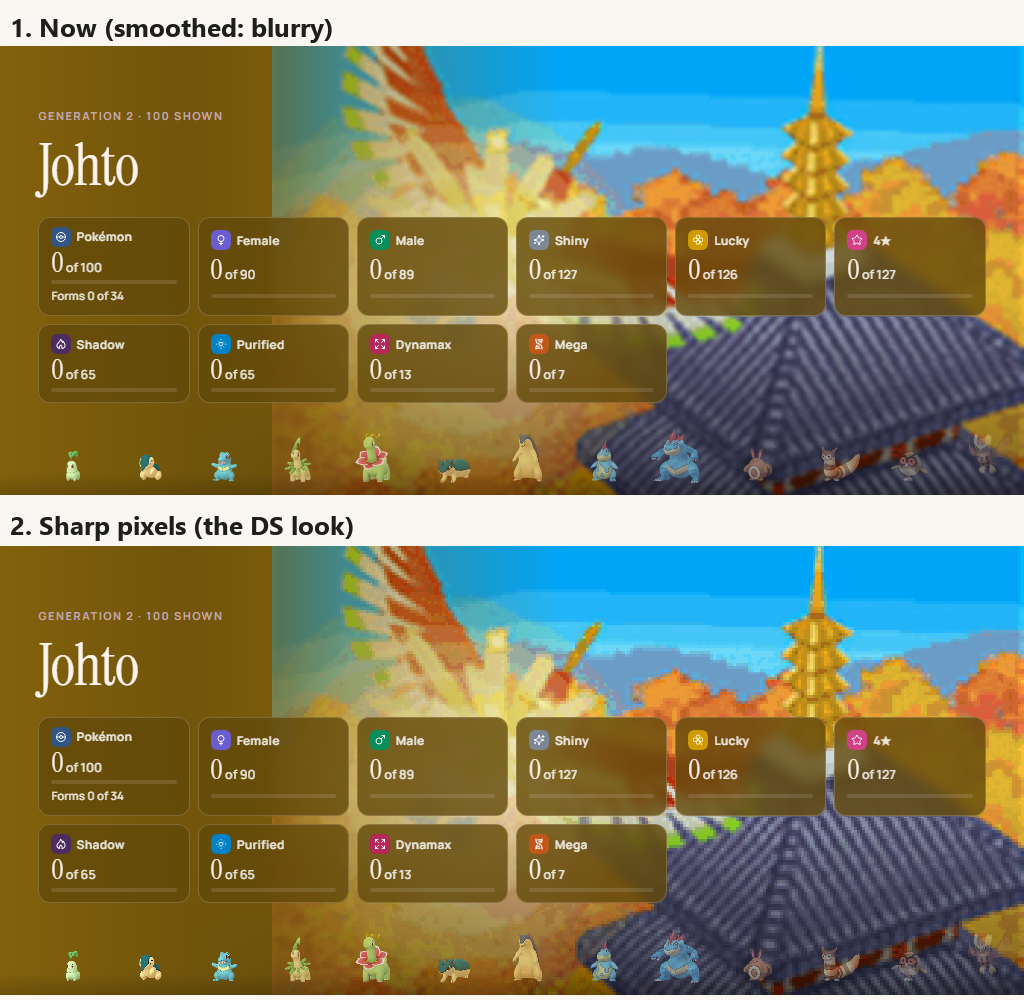 1. Now (smoothed: blurry)
GENERATION 2 · 100 SHOWN
Johto
Pokémon
0 of 100
Forms 0 of 34
Female
0 of 90
Male
0 of 89
Shiny
0 of 127
Lucky
0 of 126
4★
0 of 127
Shadow
0 of 65
Purified
0 of 65
Dynamax
0 of 13
Mega
0 of 7
2. Sharp pixels (the DS look)
GENERATION 2 · 100 SHOWN
Johto
Pokémon
0 of 100
Forms 0 of 34
Female
0 of 90
Male
0 of 89
Shiny
0 of 127
Lucky
0 of 126
4★
0 of 127
Shadow
0 of 65
Purified
0 of 65
Dynamax
0 of 13
Mega
0 of 7